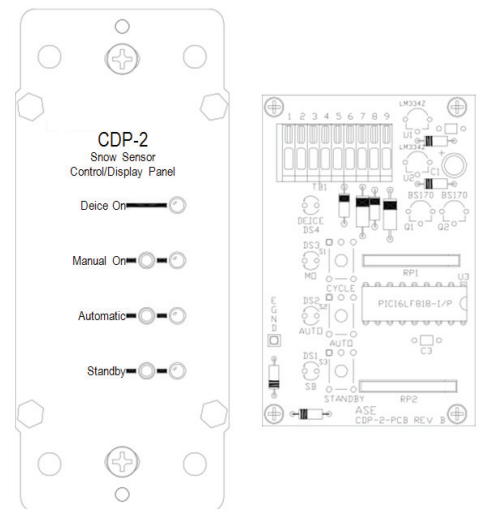 CDP-2
Snow Sensor
Control/Display Panel
Deice On
Manual On
Automatic
Standby
1 2 3 4 5 6 7 8 9
TB1
LM334Z
U1
LM334Z
U2
C1
+
BS170 BS170
Q1 Q2
DEICE
DS4
DS3
S1
MO
CYCLE
RP1
U3
PIC16LF818-I/P
DS2
S2
AUTO
AUTO
EGND
C3
DS1
S3
SB
STANDBY
RP2
ASE
CDP-2-PCB REV B